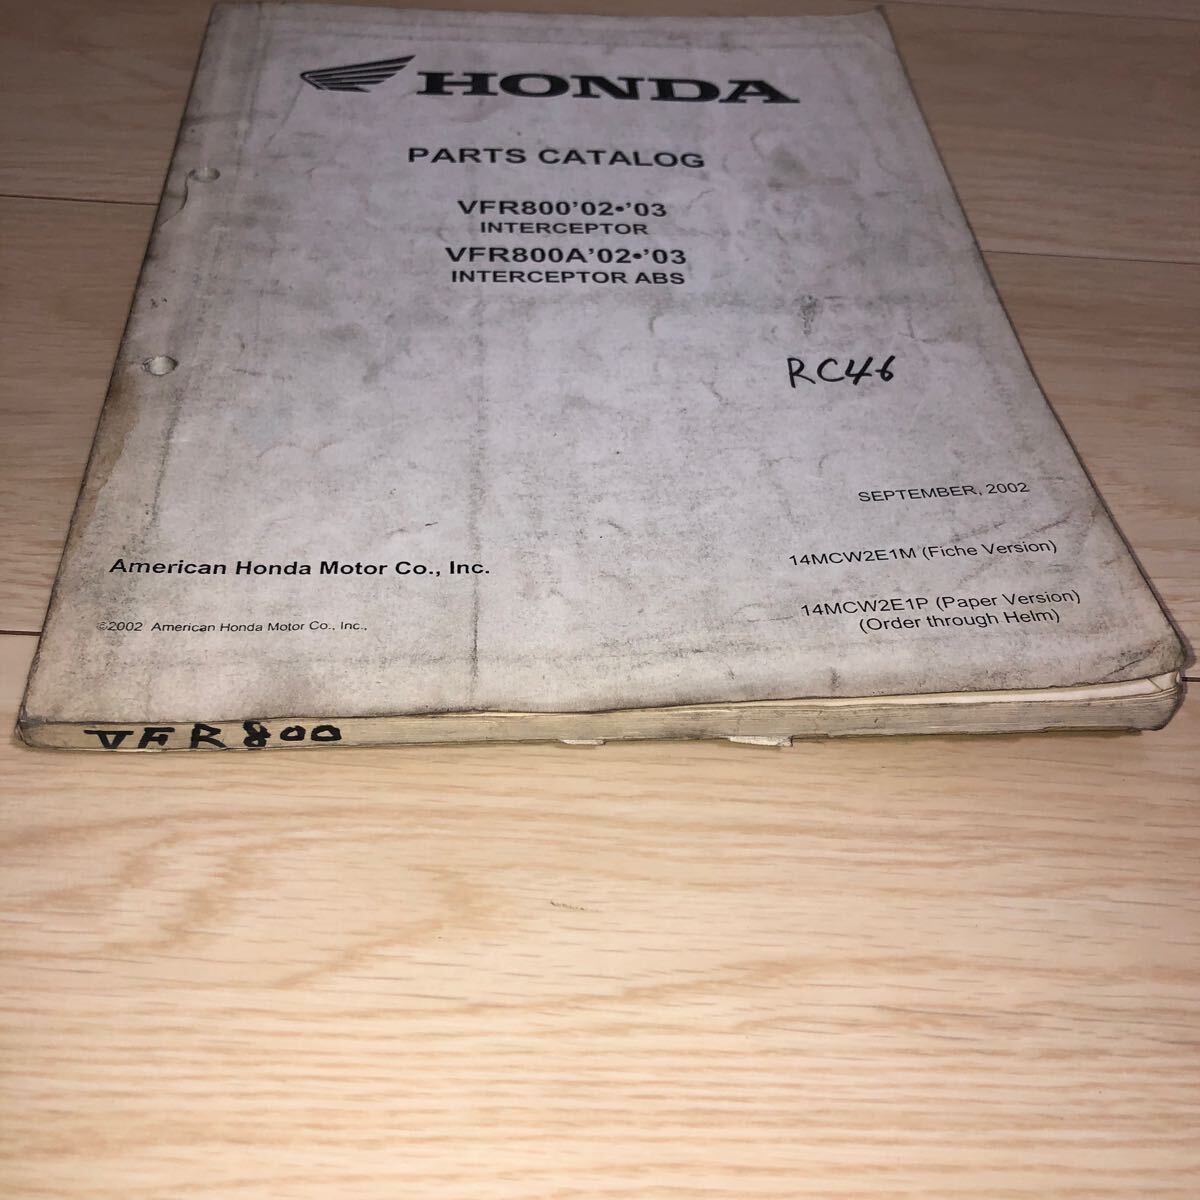 HONDA
PARTS CATALOG
VFR800'02•'03
INTERCEPTOR
VFR800A'02•'03
INTERCEPTOR ABS
RC46
SEPTEMBER, 2002
14MCW2E1M (Fiche Version)
American Honda Motor Co., Inc.
14MCW2E1P (Paper Version)
(Order through Helm)
©2002 American Honda Motor Co., Inc.,
VFR800